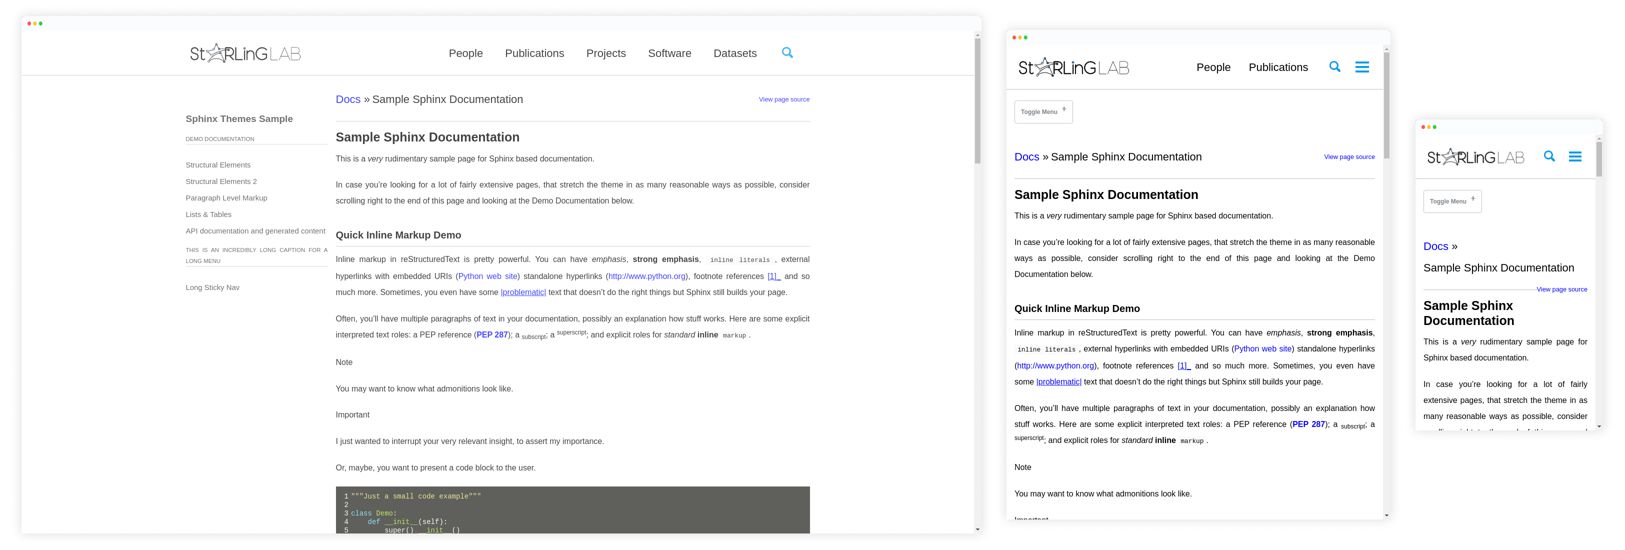 StARLinG LAB
People Publications Projects Software Datasets
Docs » Sample Sphinx Documentation
View page source
Sphinx Themes Sample
DEMO DOCUMENTATION
Structural Elements
Structural Elements 2
Paragraph Level Markup
Lists & Tables
API documentation and generated content
THIS IS AN INCREDIBLY LONG CAPTION FOR A
LONG MENU
Long Sticky Nav
Sample Sphinx Documentation
This is a very rudimentary sample page for Sphinx based documentation.
In case you’re looking for a lot of fairly extensive pages, that stretch the theme in as many reasonable ways as possible, consider
scrolling right to the end of this page and looking at the Demo Documentation below.
Quick Inline Markup Demo
Inline markup in reStructuredText is pretty powerful. You can have emphasis, strong emphasis, inline literals , external
hyperlinks with embedded URIs (Python web site) standalone hyperlinks (http://www.python.org), footnote references [1]_ and so
much more. Sometimes, you even have some |problematic| text that doesn’t do the right things but Sphinx still builds your page.
Often, you’ll have multiple paragraphs of text in your documentation, possibly an explanation how stuff works. Here are some explicit
interpreted text roles: a PEP reference (PEP 287); a subscript; a superscript; and explicit roles for standard inline markup .
Note
You may want to know what admonitions look like.
Important
I just wanted to interrupt your very relevant insight, to assert my importance.
Or, maybe, you want to present a code block to the user.
1 """Just a small code example"""
2
3 class Demo:
4 def __init__(self):
5 super().__init__()
StARLinG LAB
People Publications
Toggle Menu +
Docs » Sample Sphinx Documentation
View page source
Sample Sphinx Documentation
This is a very rudimentary sample page for Sphinx based documentation.
In case you’re looking for a lot of fairly extensive pages, that stretch the theme in as many reasonable
ways as possible, consider scrolling right to the end of this page and looking at the Demo
Documentation below.
Quick Inline Markup Demo
Inline markup in reStructuredText is pretty powerful. You can have emphasis, strong emphasis,
inline literals , external hyperlinks with embedded URIs (Python web site) standalone hyperlinks
(http://www.python.org), footnote references [1]_ and so much more. Sometimes, you even have
some |problematic| text that doesn’t do the right things but Sphinx still builds your page.
Often, you’ll have multiple paragraphs of text in your documentation, possibly an explanation how
stuff works. Here are some explicit interpreted text roles: a PEP reference (PEP 287); a subscript; a
superscript; and explicit roles for standard inline markup .
Note
You may want to know what admonitions look like.
Important
StARLinG LAB
Toggle Menu +
Docs »
Sample Sphinx Documentation
View page source
Sample Sphinx
Documentation
This is a very rudimentary sample page for
Sphinx based documentation.
In case you’re looking for a lot of fairly
extensive pages, that stretch the theme in as
many reasonable ways as possible, consider